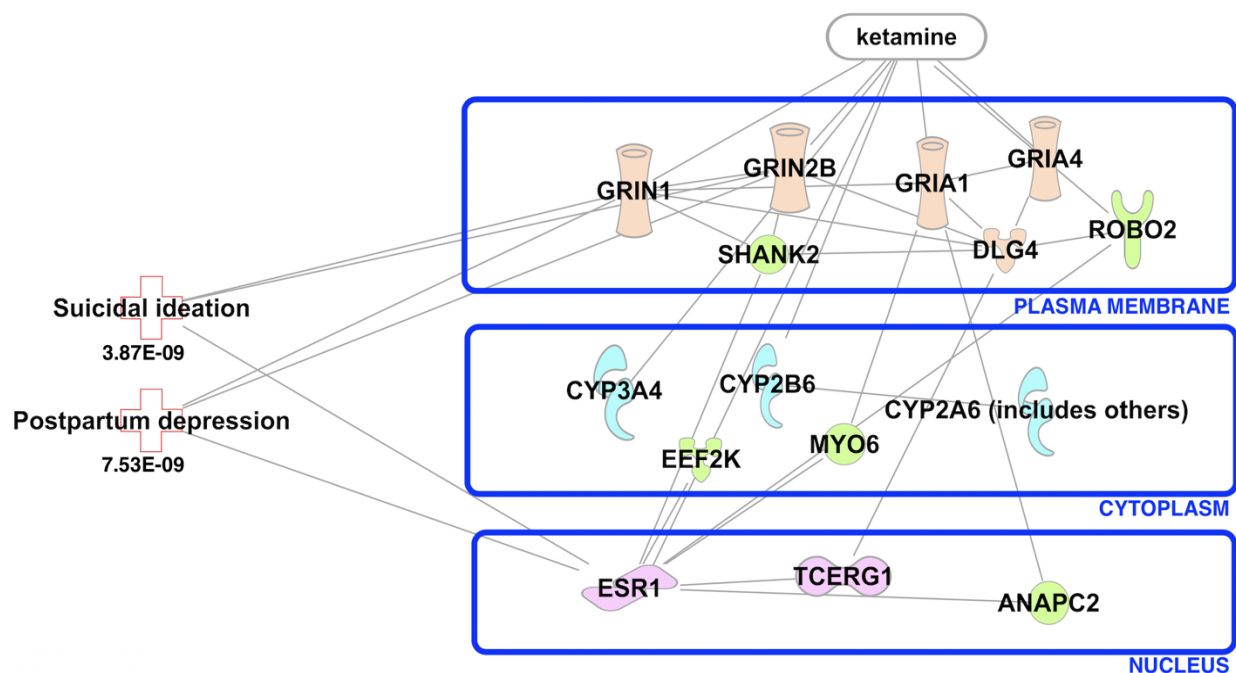 ketamine
GRIN1
GRIN2B
GRIA1
GRIA4
SHANK2
DLG4
ROBO2
PLASMA MEMBRANE
Suicidal ideation
3.87E-09
Postpartum depression
7.53E-09
CYP3A4
CYP2B6
CYP2A6 (includes others)
EEF2K
MYO6
CYTOPLASM
ESR1
TCERG1
ANAPC2
NUCLEUS